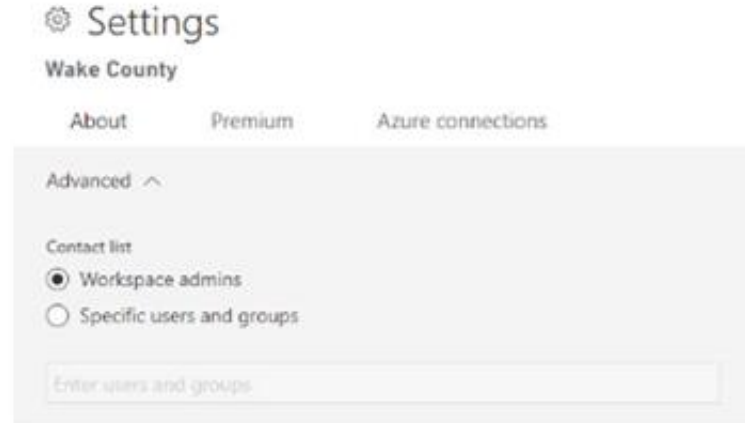 Settings
Wake County
About Premium Azure connections
Advanced
Contact list
Workspace admins
Specific users and groups
Enter users and groups